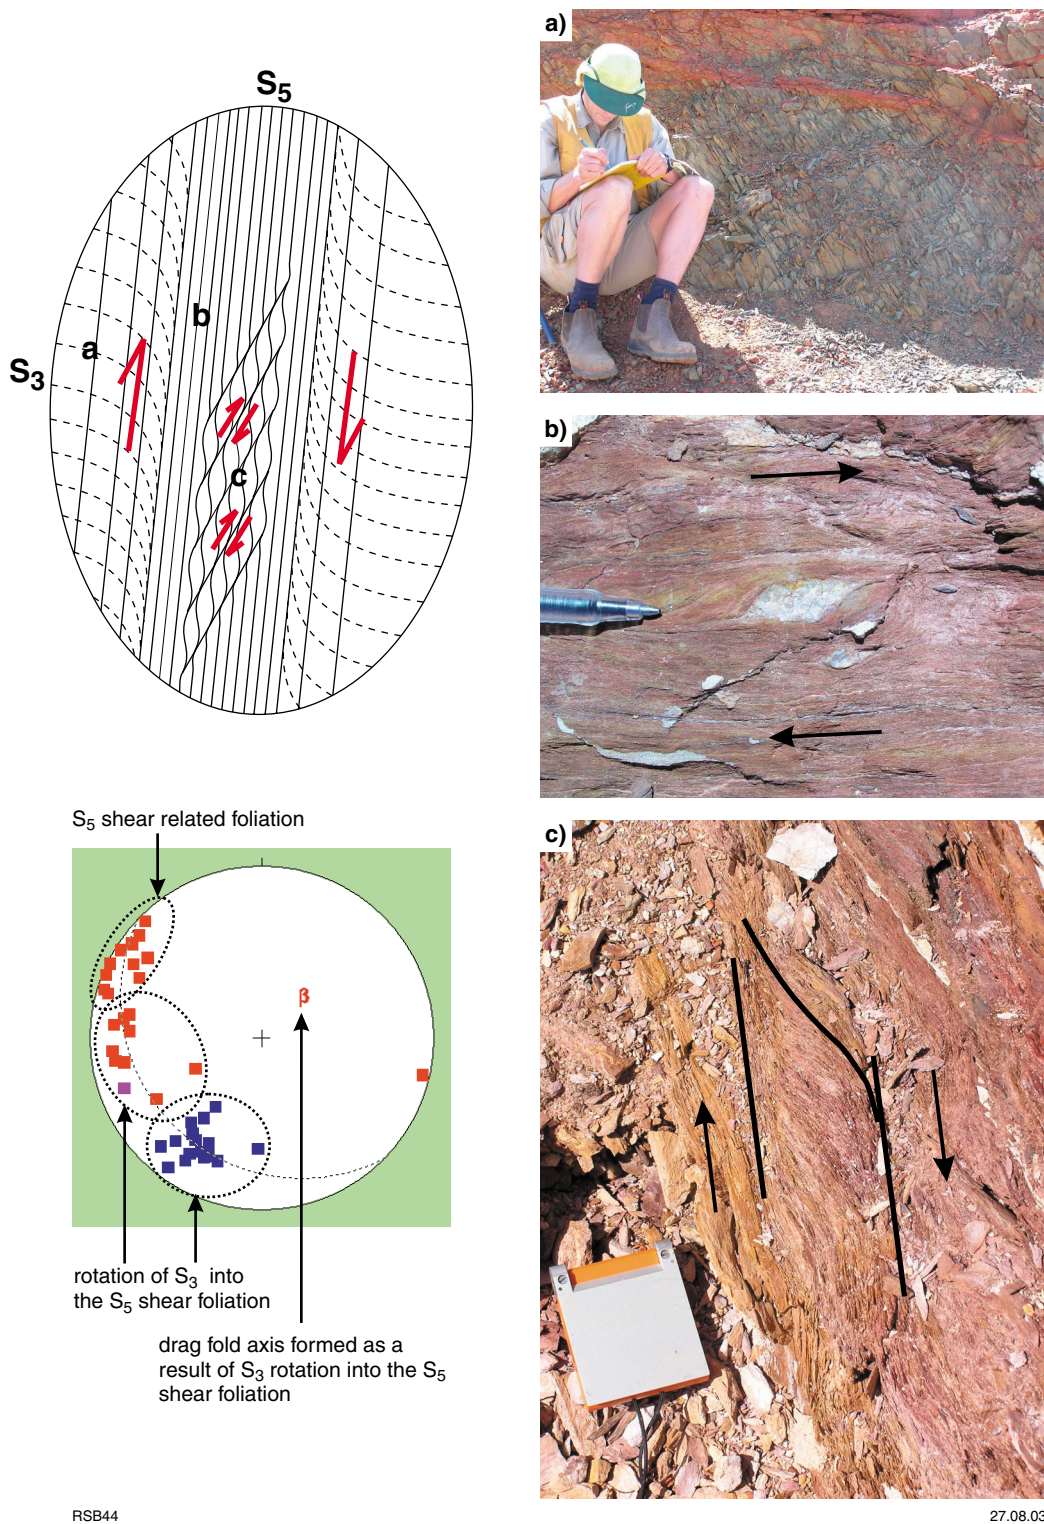 S5
S3
a
b
c
a)
b)
c)
S5 shear related foliation
β
rotation of S3 into
the S5 shear foliation
drag fold axis formed as a
result of S3 rotation into the S5
shear foliation
RSB44
27.08.03